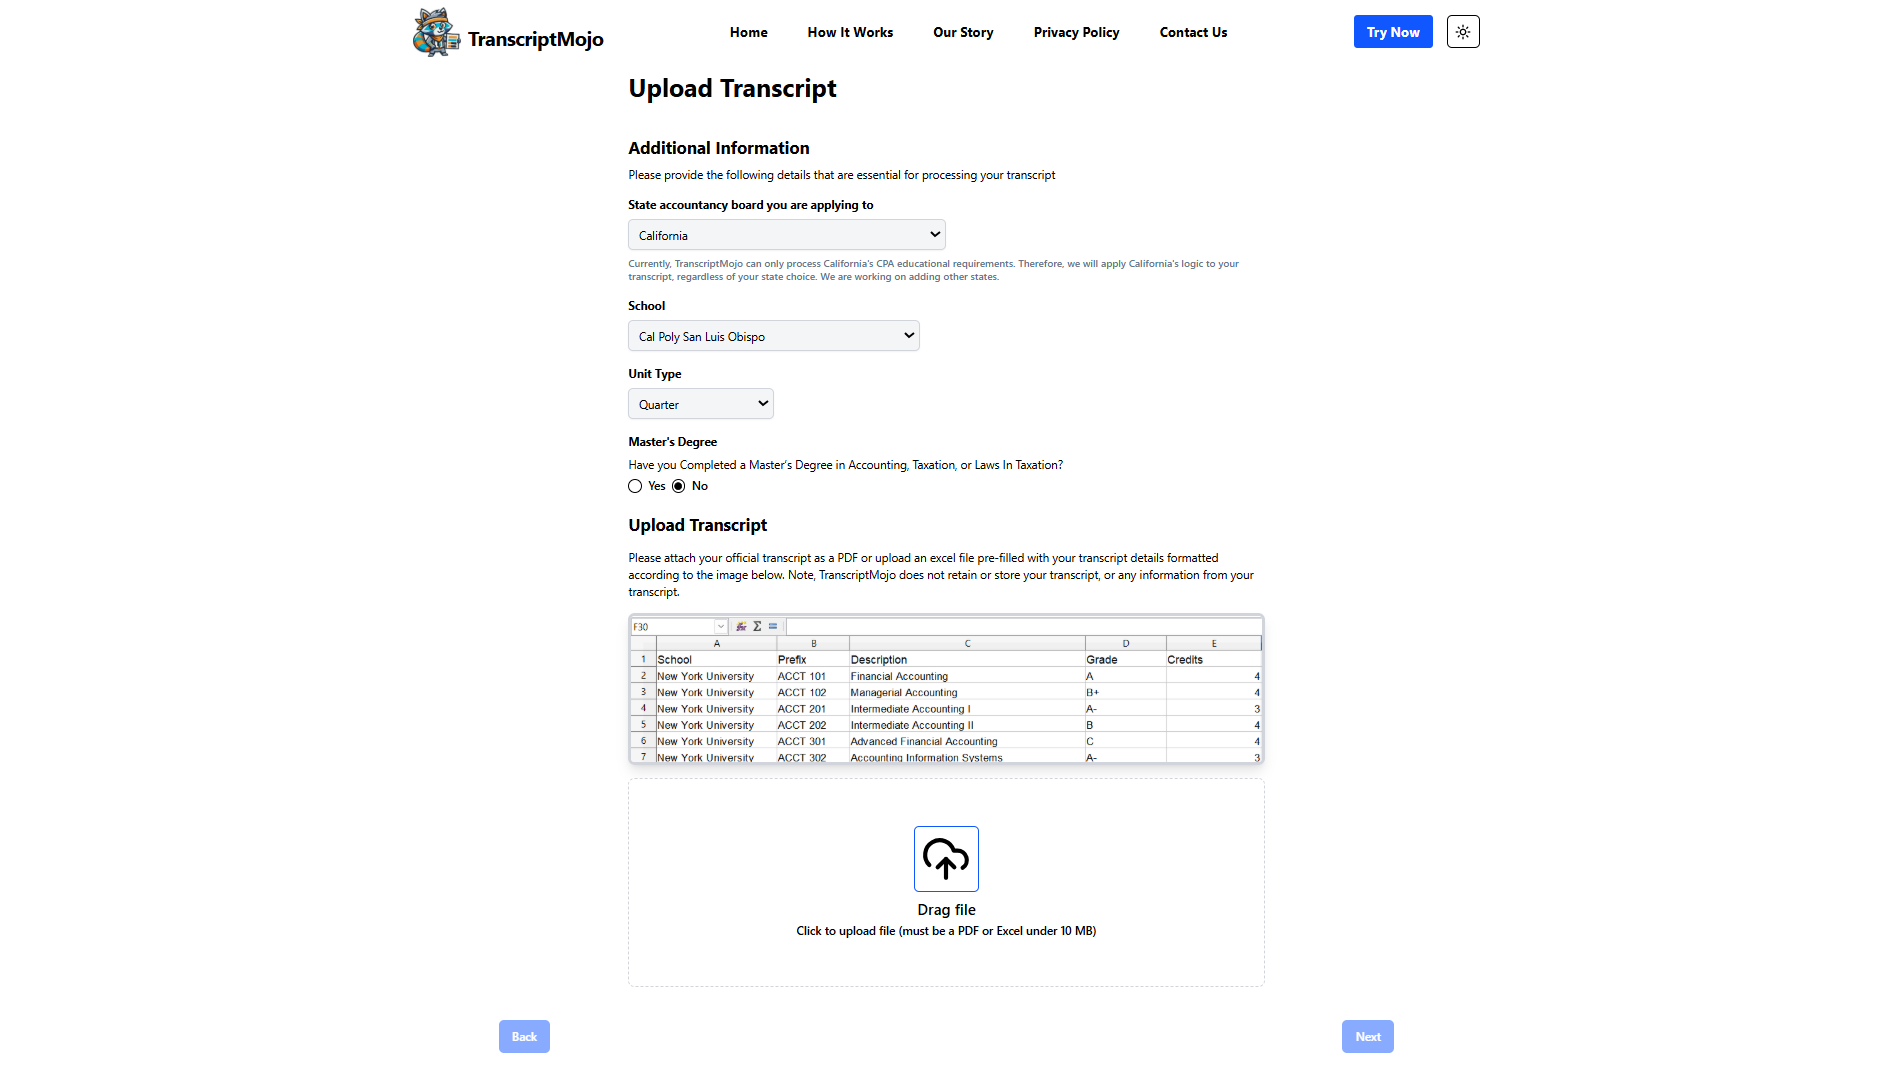 TranscriptMojo
Home
How It Works
Our Story
Privacy Policy
Contact Us
Try Now
Upload Transcript
Additional Information
Please provide the following details that are essential for processing your transcript
State accountancy board you are applying to
California
Currently, TranscriptMojo can only process California's CPA educational requirements. Therefore, we will apply California's logic to your
transcript, regardless of your state choice. We are working on adding other states.
School
Cal Poly San Luis Obispo
Unit Type
Quarter
Master's Degree
Have you Completed a Master's Degree in Accounting, Taxation, or Laws In Taxation?
Yes No
Upload Transcript
Please attach your official transcript as a PDF or upload an excel file pre-filled with your transcript details formatted
according to the image below. Note, TranscriptMojo does not retain or store your transcript, or any information from your
transcript.
F30 Σ =
A B C D E
1 School Prefix Description Grade Credits
2 New York University ACCT 101 Financial Accounting A 4
3 New York University ACCT 102 Managerial Accounting B+ 4
4 New York University ACCT 201 Intermediate Accounting I A- 3
5 New York University ACCT 202 Intermediate Accounting II B 4
6 New York University ACCT 301 Advanced Financial Accounting C 4
7 New York University ACCT 302 Accounting Information Systems A- 3
Drag file
Click to upload file (must be a PDF or Excel under 10 MB)
Back
Next